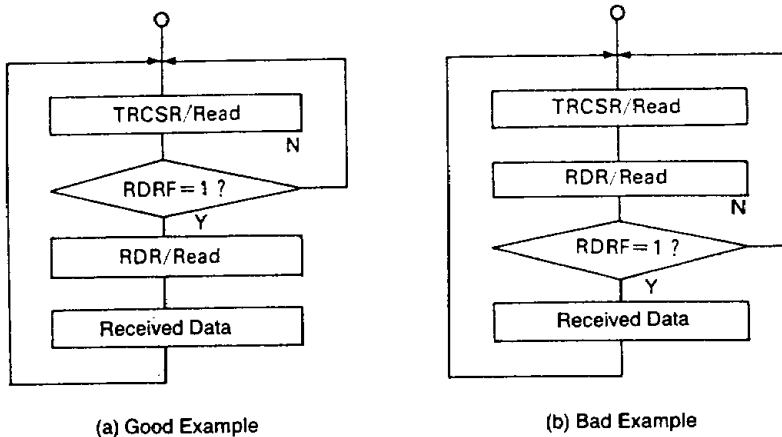 TRCSR/Read
N
RDRF=1 ?
Y
RDR/Read
Received Data
(a) Good Example
TRCSR/Read
RDR/Read
N
RDRF=1 ?
Y
Received Data
(b) Bad Example